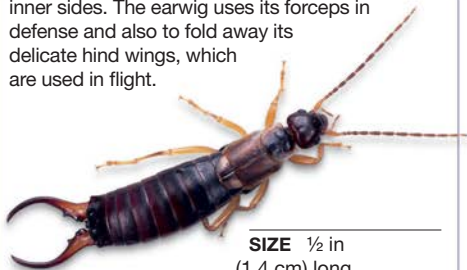 inner sides. The earwig uses its forceps in
defense and also to fold away its
delicate hind wings, which
are used in flight.
SIZE ½ in
(1.4 cm) long